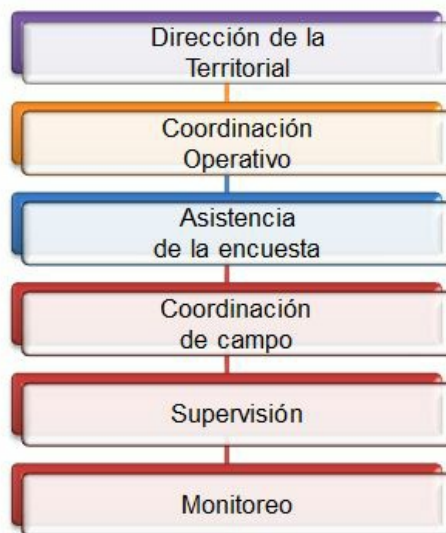 Dirección de la
Territorial
Coordinación
Operativo
Asistencia
de la encuesta
Coordinación
de campo
Supervisión
Monitoreo